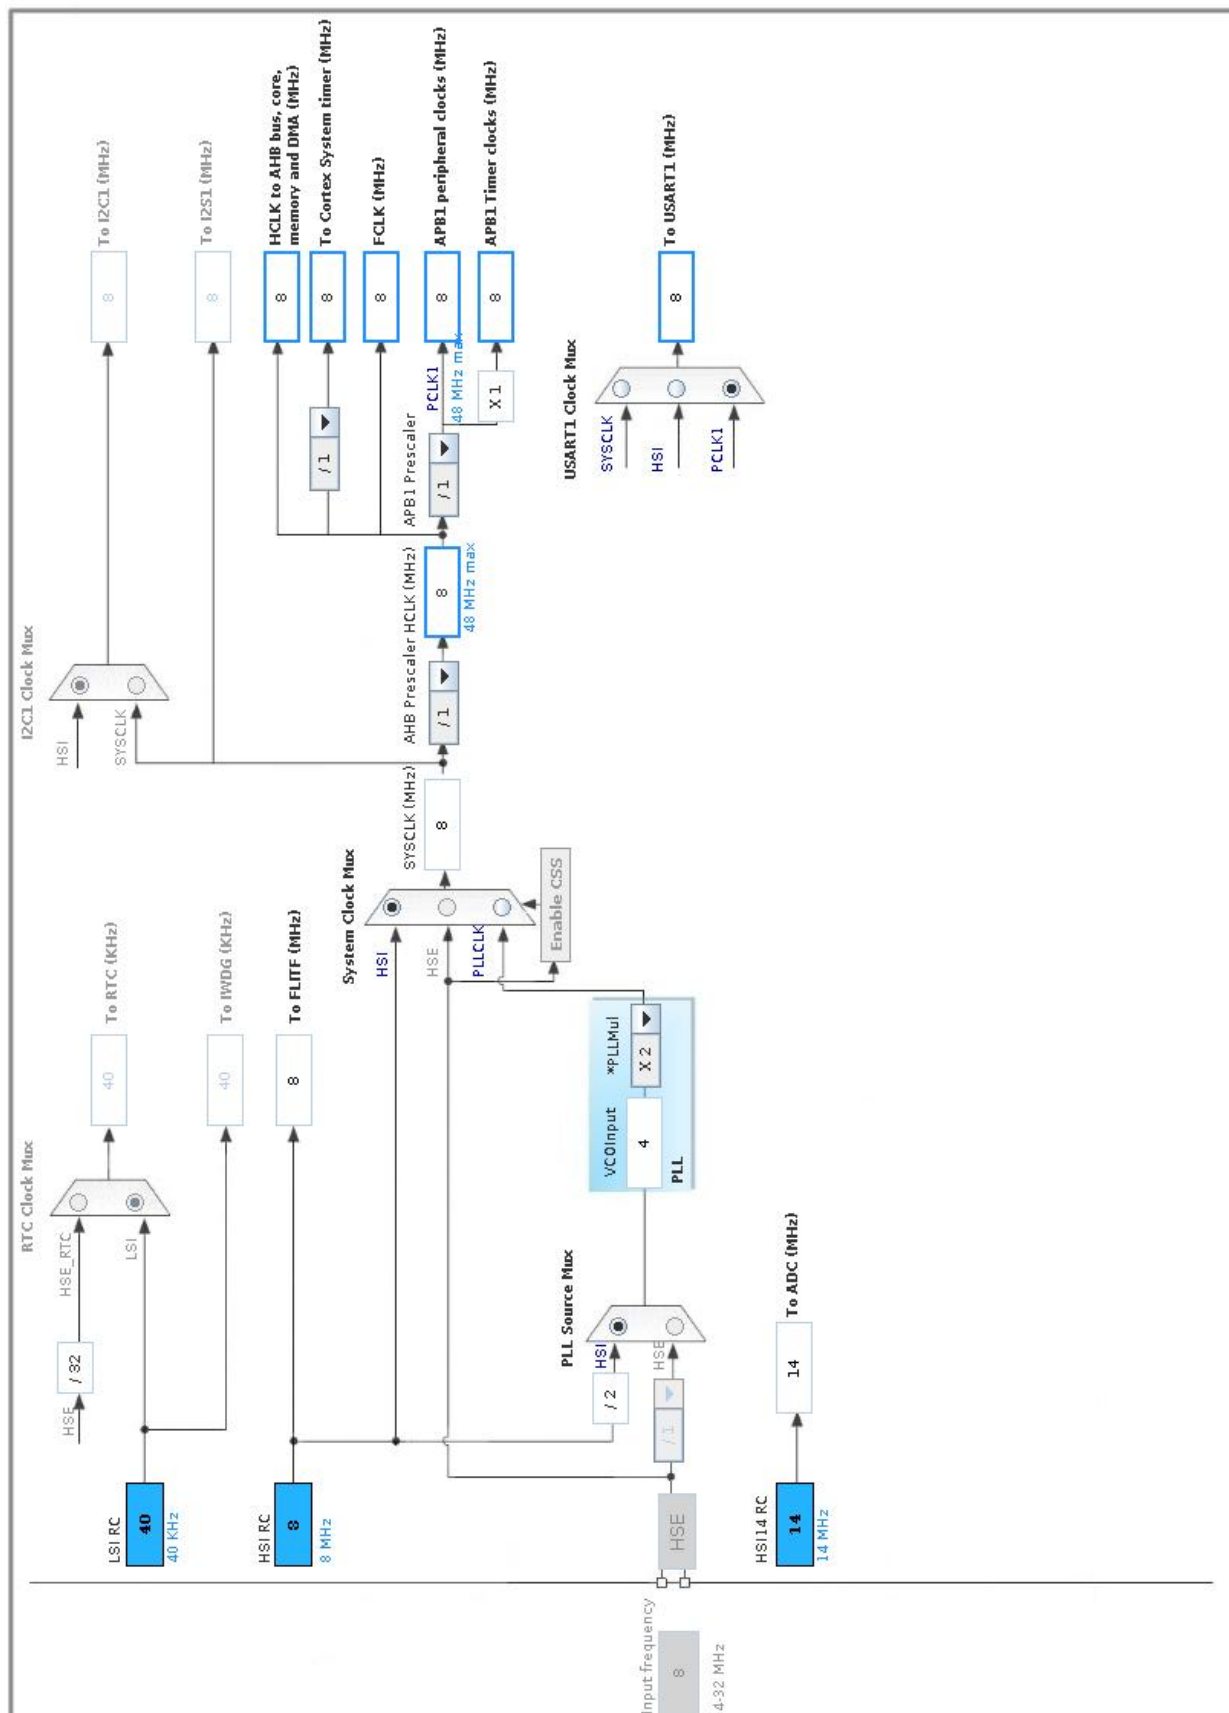 RTC Clock Mux
HSE
/ 32
HSE_RTC
LSI
40
To RTC (KHz)
40
To IWDG (KHz)
LSI RC
40
40 KHz
HSI RC
8
8 MHz
8
To FLITF (MHz)
I2C1 Clock Mux
HSI
SYSCLK
8
To I2C1 (MHz)
8
To I2S1 (MHz)
System Clock Mux
HSI
HSE
PLLCLK
Enable CSS
SYSCLK (MHz)
8
AHB Prescaler
/ 1
HCLK (MHz)
8
48 MHz max
/ 1
APB1 Prescaler
/ 1
PCLK1
48 MHz max
X 1
8
HCLK to AHB bus, core,
memory and DMA (MHz)
8
To Cortex System timer (MHz)
8
FCLK (MHz)
8
APB1 peripheral clocks (MHz)
8
APB1 Timer clocks (MHz)
PLL Source Mux
/ 2
HSI
HSE
/ 1
VCOInput
4
*PLLMul
X 2
PLL
USART1 Clock Mux
SYSCLK
HSI
PCLK1
8
To USART1 (MHz)
Input frequency
8
4-32 MHz
HSE
HSI14 RC
14
14 MHz
14
To ADC (MHz)